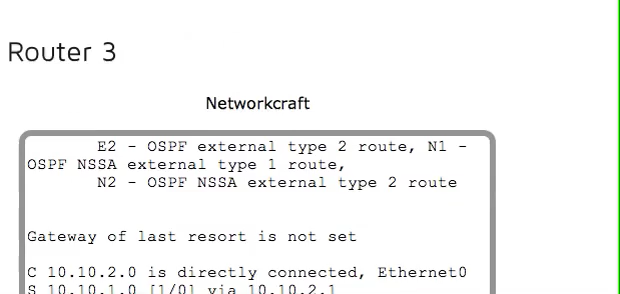 Router 3
Networkcraft
E2 - OSPF external type 2 route, N1 -
OSPF NSSA external type 1 route,
N2 - OSPF NSSA external type 2 route
Gateway of last resort is not set
C 10.10.2.0 is directly connected, Ethernet0
S 10.10.1.0 [1/0] via 10.10.2.1